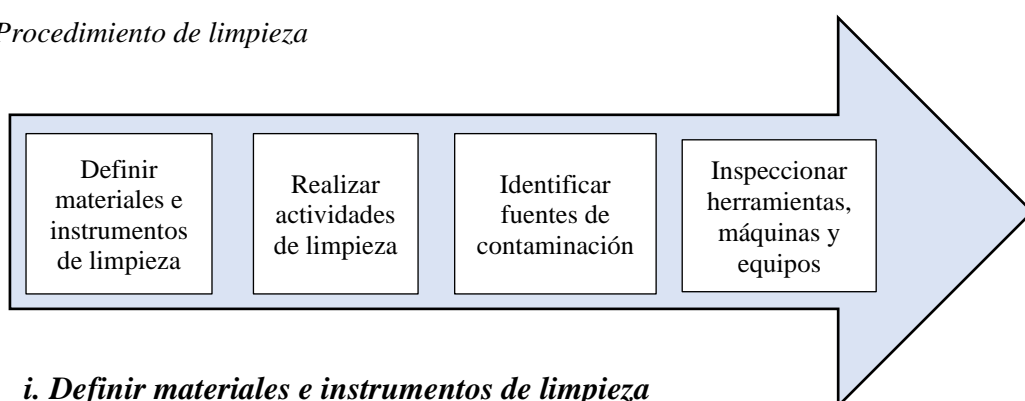 Procedimiento de limpieza
Definir
materiales e
instrumentos
de limpieza
Realizar
actividades
de limpieza
Identificar
fuentes de
contaminación
Inspeccionar
herramientas,
máquinas y
equipos
i. Definir materiales e instrumentos de limpieza